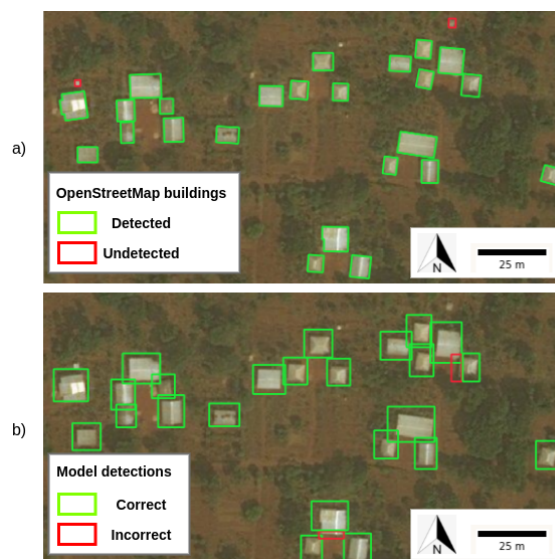 a)
OpenStreetMap buildings
Detected
Undetected
N
25 m
b)
Model detections
Correct
Incorrect
N
25 m